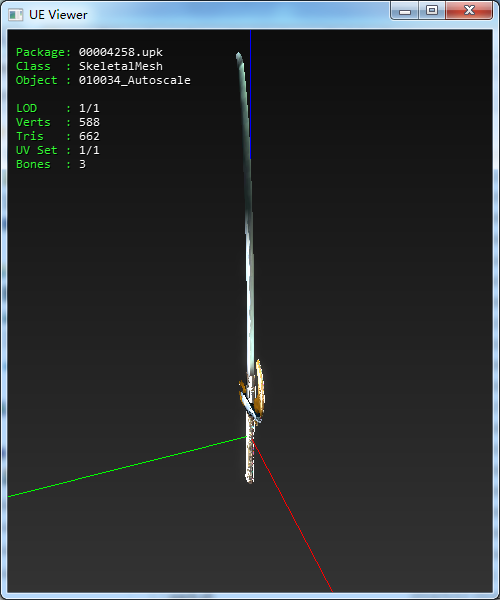 UE Viewer
Package: 00004258.upk
Class  : SkeletalMesh
Object : 010034_Autoscale
LOD    : 1/1
Verts  : 588
Tris   : 662
UV Set : 1/1
Bones  : 3